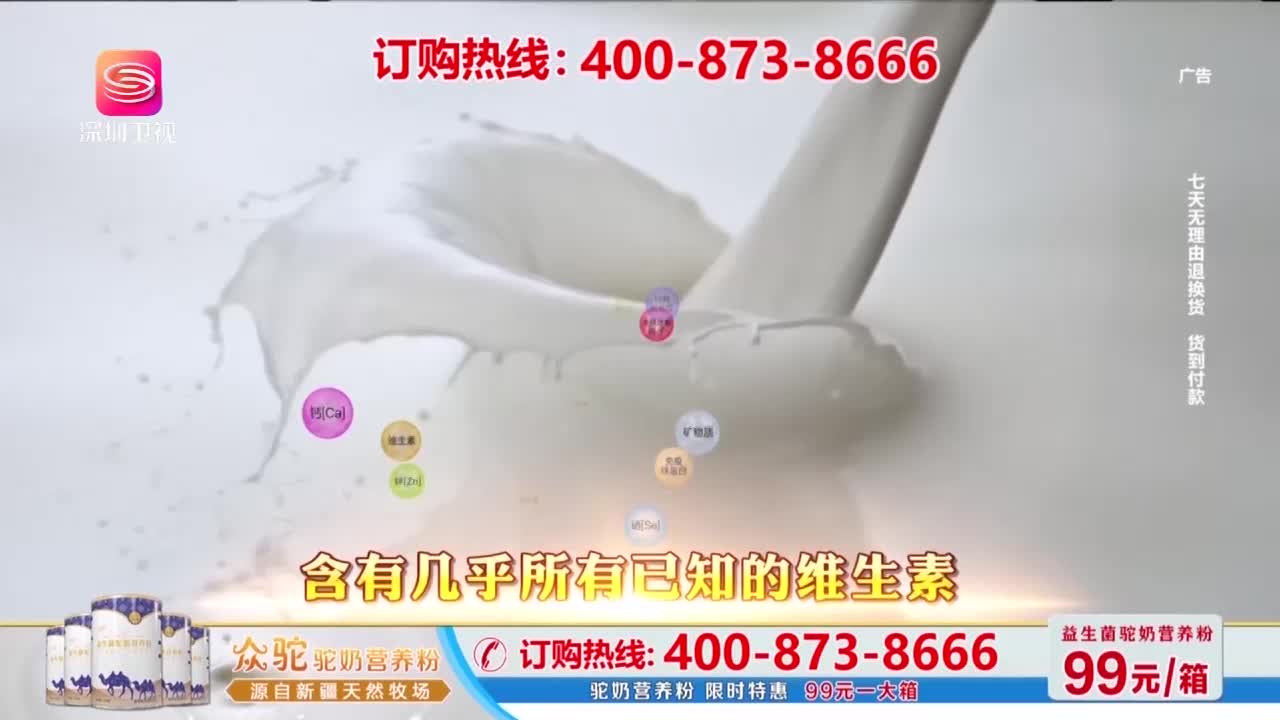 订购热线：400-873-8666
广告
深圳卫视
七天无理由退换货 货到付款
钙[Ca]
维生素
锌[Zn]
矿物质
免疫
球蛋白
硒[Se]
含有几乎所有已知的维生素
众驼 驼奶营养粉
源自新疆天然牧场
订购热线:400-873-8666
驼奶营养粉 限时特惠 99元一大箱
益生菌驼奶营养粉
99元/箱